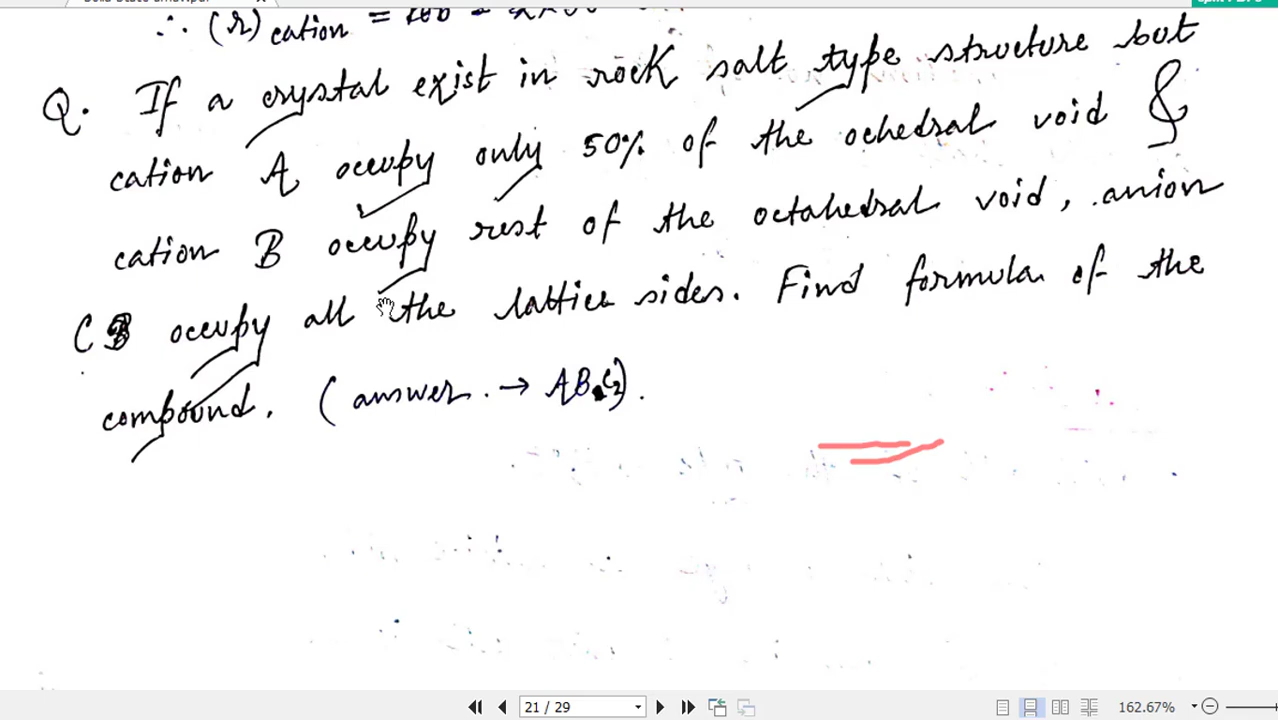 ∴ (r) cation =
Q. If a crystal exist in rock salt type structure but
cation A occupy only 50% of the ochedral void &
cation B occupy rest of the octahedral void, anion
C occupy all the lattice sides. Find formula of the
compound. ( answer. → ABC₂).
21 / 29
162.67%